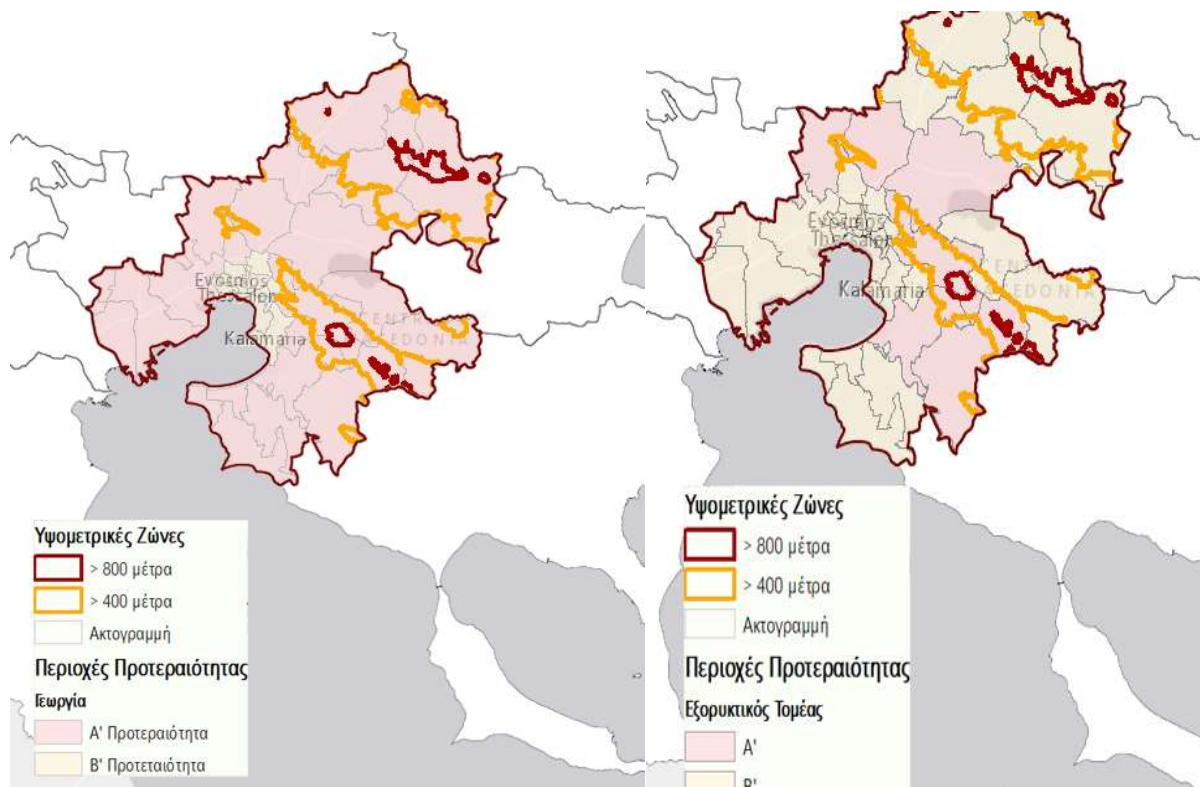 Evosmos
Thessalon
Kalamaria
CENTR
EDONIA
Υψομετρικές Ζώνες
> 800 μέτρα
> 400 μέτρα
Ακτογραμμή
Περιοχές Προτεραιότητας
Γεωργία
Α' Προτεραιότητα
Β' Προτεταιότητα
Evosmos
Thessalon
Kalamaria
CENTR
EDONIA
Υψομετρικές Ζώνες
> 800 μέτρα
> 400 μέτρα
Ακτογραμμή
Περιοχές Προτεραιότητας
Εξορυκτικός Τομέας
Α'
Β'